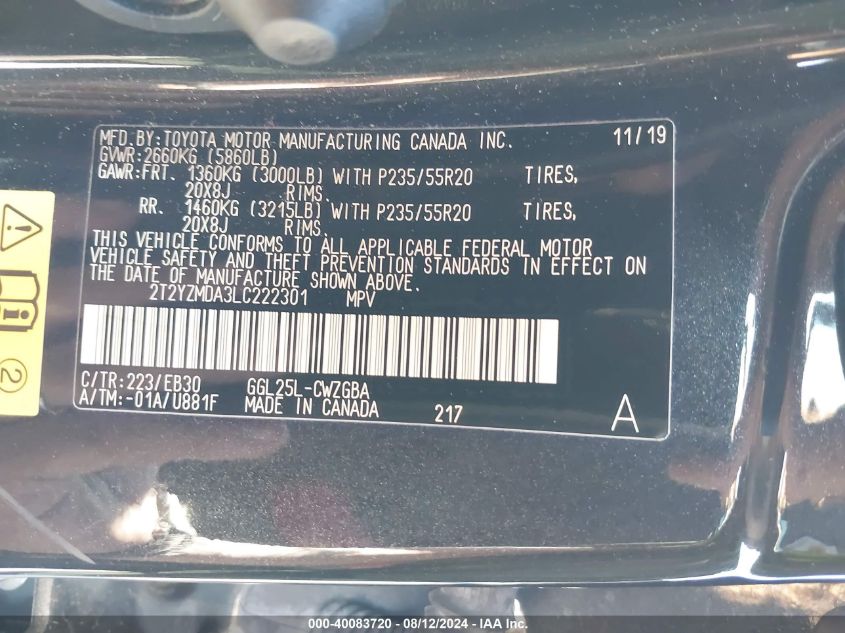 MFD.BY:TOYOTA MOTOR MANUFACTURING CANADA INC. 11/19
GVWR:2660KG (5860LB)
GAWR:FRT. 1360KG (3000LB) WITH P235/55R20 TIRES,
20X8J RIMS.
RR. 1460KG (3215LB) WITH P235/55R20 TIRES,
20X8J RIMS.
THIS VEHICLE CONFORMS TO ALL APPLICABLE FEDERAL MOTOR
VEHICLE SAFETY AND THEFT PREVENTION STANDARDS IN EFFECT ON
THE DATE OF MANUFACTURE SHOWN ABOVE.
2T2YZMDA3LC222301 MPV
C/TR:223/EB30 GGL25L-CWZGBA
A/TM:-01A/U881F MADE IN CANADA 217 A
2
000-40083720 - 08/12/2024 - IAA Inc.